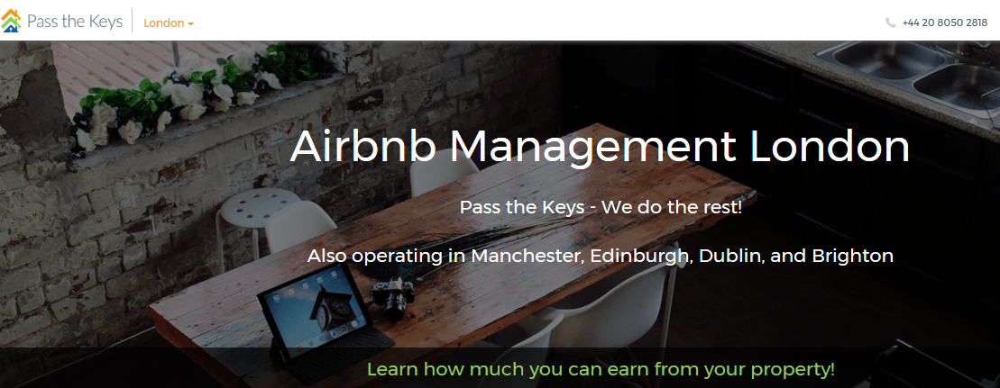 Pass the Keys
London
+44 20 8050 2818
Airbnb Management London
Pass the Keys - We do the rest!
Also operating in Manchester, Edinburgh, Dublin, and Brighton
Learn how much you can earn from your property!